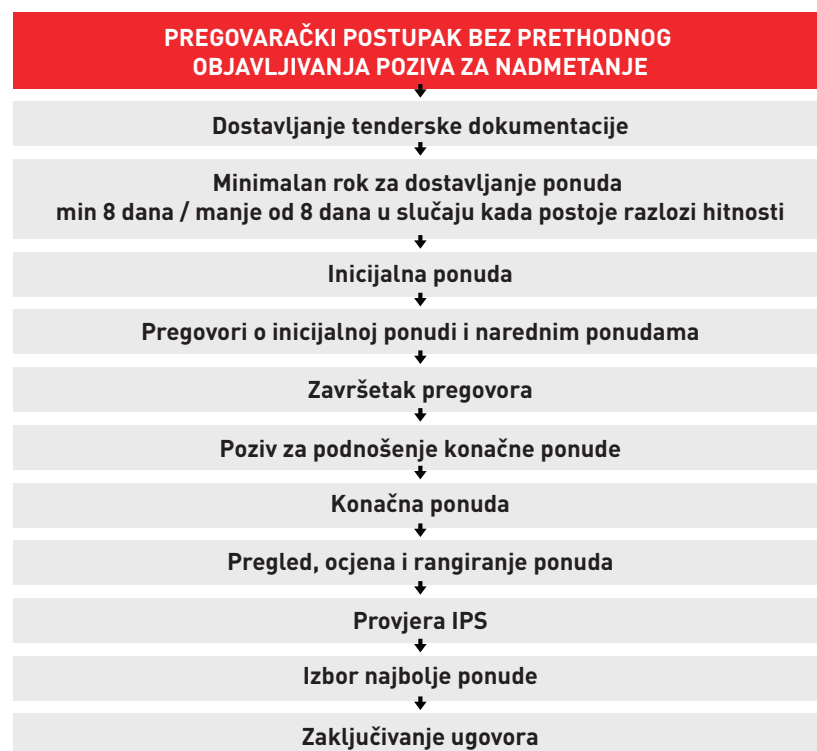 PREGOVARAČKI POSTUPAK BEZ PRETHODNOG
OBJAVLJIVANJA POZIVA ZA NADMETANJE
Dostavljanje tenderske dokumentacije
Minimalan rok za dostavljanje ponuda
min 8 dana / manje od 8 dana u slučaju kada postoje razlozi hitnosti
Inicijalna ponuda
Pregovori o inicijalnoj ponudi i narednim ponudama
Završetak pregovora
Poziv za podnošenje konačne ponude
Konačna ponuda
Pregled, ocjena i rangiranje ponuda
Provjera IPS
Izbor najbolje ponude
Zaključivanje ugovora